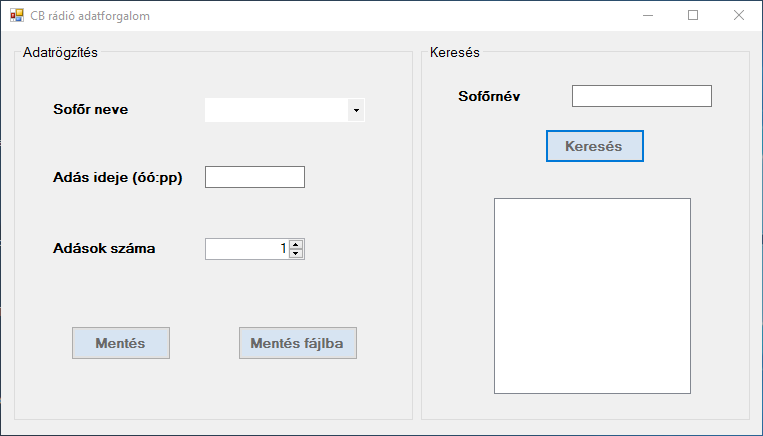 CB rádió adatforgalom
Adatrögzítés
Sofőr neve
Adás ideje (óó:pp)
Adások száma
1
Mentés
Mentés fájlba
Keresés
Sofőrnév
Keresés